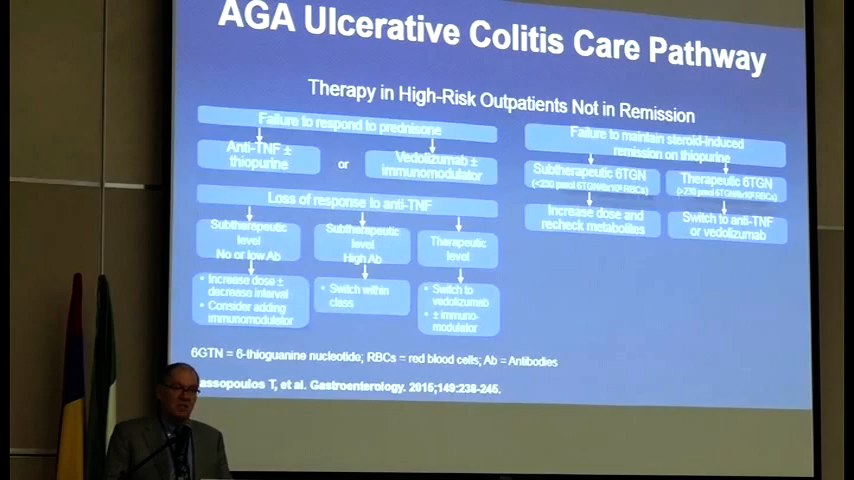 AGA Ulcerative Colitis Care Pathway
Therapy in High-Risk Outpatients Not in Remission
Failure to respond to prednisone
Anti-TNF ±
thiopurine
or
Vedolizumab ±
immunomodulator
Loss of response to anti-TNF
Subtherapeutic
level
No or low Ab
Subtherapeutic
level
High Ab
Therapeutic
level
• Increase dose ±
decrease interval
• Consider adding
immunomodulator
• Switch within
class
• Switch to
vedolizumab
• ± immuno-
modulator
Failure to maintain steroid-induced
remission on thiopurine
Subtherapeutic 6TGN
(<230 pmol 6TGN/8x10⁸ RBCs)
Therapeutic 6TGN
(>230 pmol 6TGN/8x10⁸ RBCs)
Increase dose and
recheck metabolites
Switch to anti-TNF
or vedolizumab
6GTN = 6-thioguanine nucleotide; RBCs = red blood cells; Ab = Antibodies
assopoulos T, et al. Gastroenterology. 2015;149:238-245.